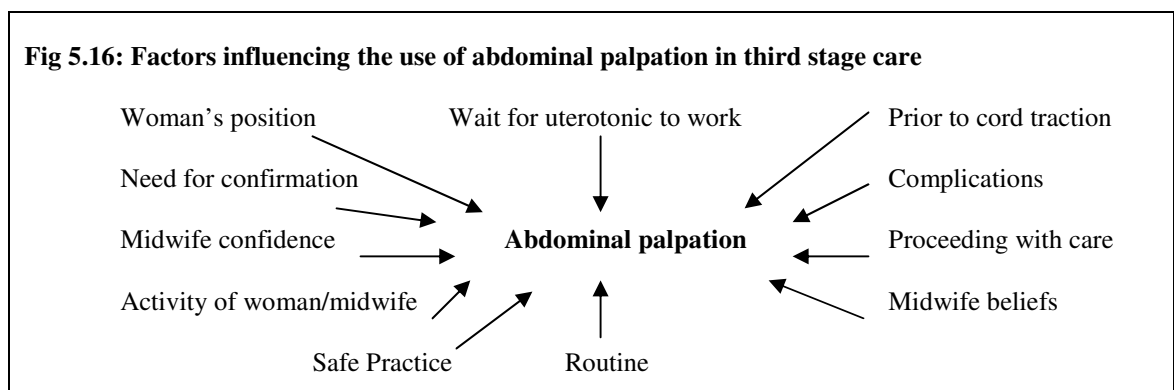 Fig 5.16: Factors influencing the use of abdominal palpation in third stage care
Woman's position Wait for uterotonic to work Prior to cord traction
Need for confirmation Complications
Midwife confidence Abdominal palpation Proceeding with care
Activity of woman/midwife Midwife beliefs
Safe Practice Routine